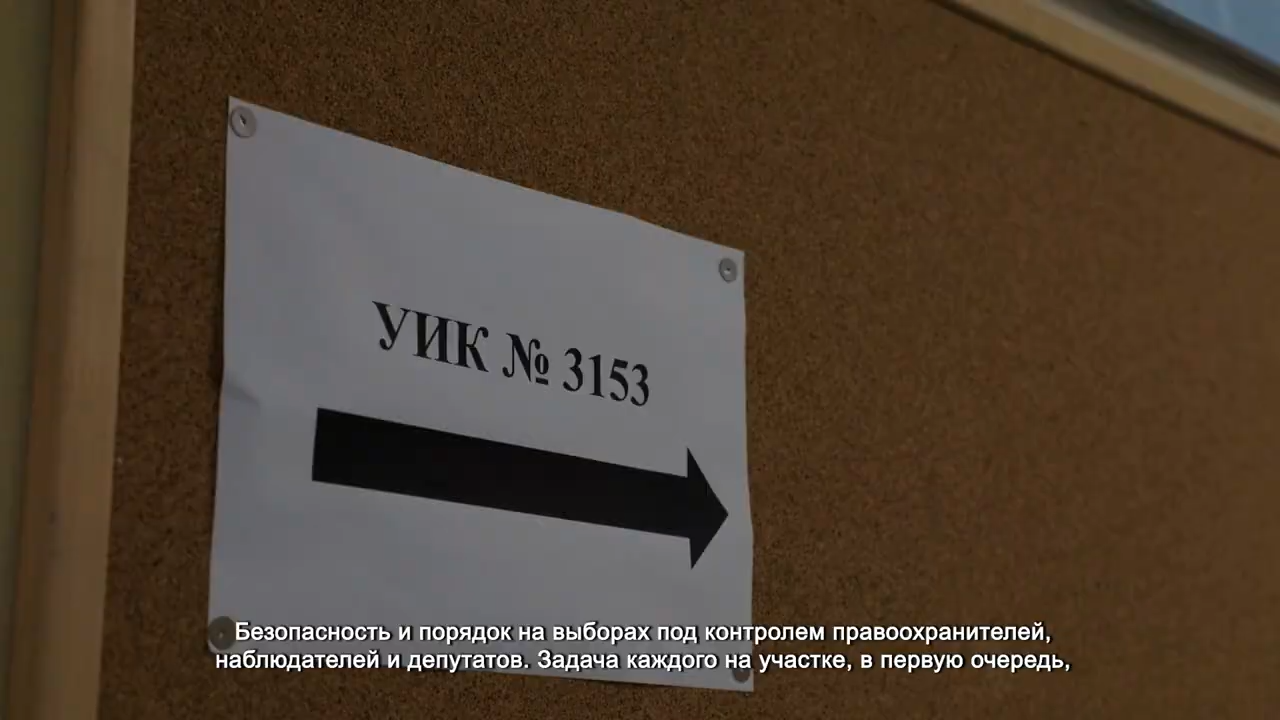 УИК № 3153
Безопасность и порядок на выборах под контролем правоохранителей,
наблюдателей и депутатов. Задача каждого на участке, в первую очередь,